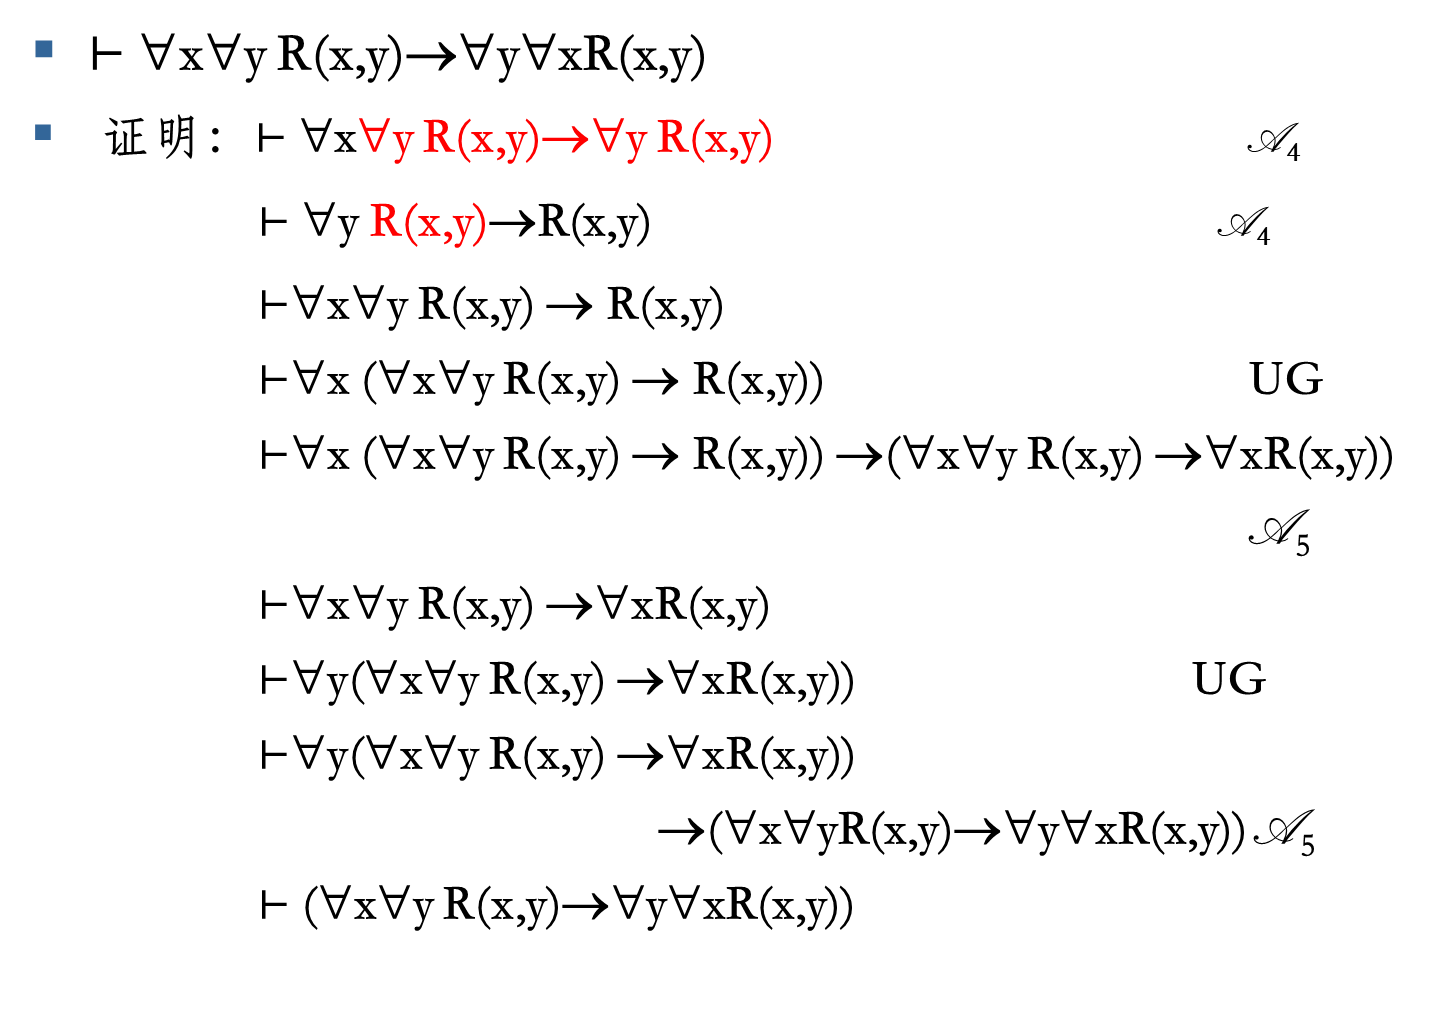 ⊢ ∀x∀y R(x,y)→∀y∀xR(x,y)
证明: ⊢ ∀x∀y R(x,y)→∀y R(x,y) 𝒜₄
⊢ ∀y R(x,y)→R(x,y) 𝒜₄
⊢∀x∀y R(x,y) → R(x,y)
⊢∀x (∀x∀y R(x,y) → R(x,y)) UG
⊢∀x (∀x∀y R(x,y) → R(x,y)) →(∀x∀y R(x,y) →∀xR(x,y))
𝒜₅
⊢∀x∀y R(x,y) →∀xR(x,y)
⊢∀y(∀x∀y R(x,y) →∀xR(x,y)) UG
⊢∀y(∀x∀y R(x,y) →∀xR(x,y))
→(∀x∀yR(x,y)→∀y∀xR(x,y)) 𝒜₅
⊢ (∀x∀y R(x,y)→∀y∀xR(x,y))